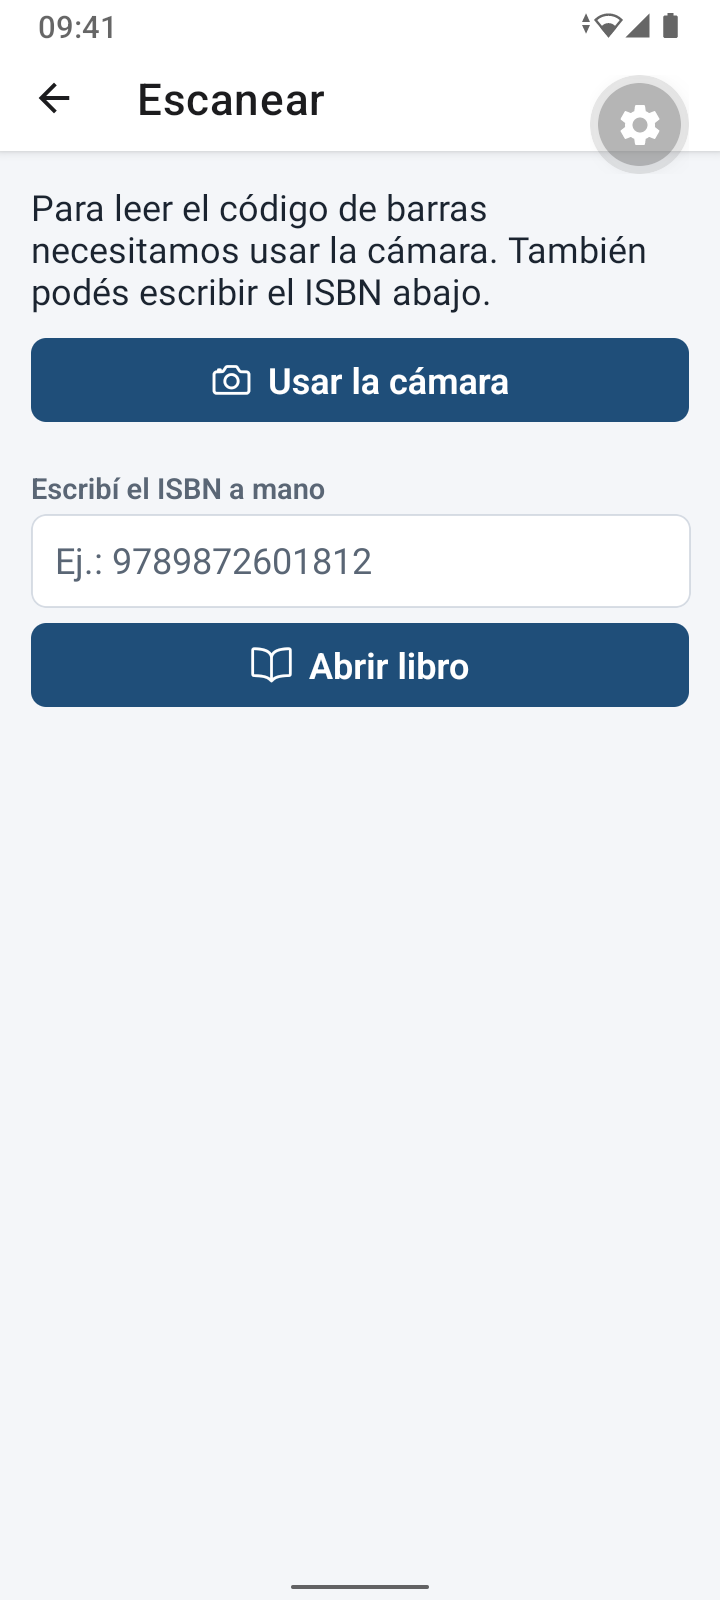 09:41
Escanear
Para leer el código de barras
necesitamos usar la cámara. También
podés escribir el ISBN abajo.
Usar la cámara
Escribí el ISBN a mano
Ej.: 9789872601812
Abrir libro